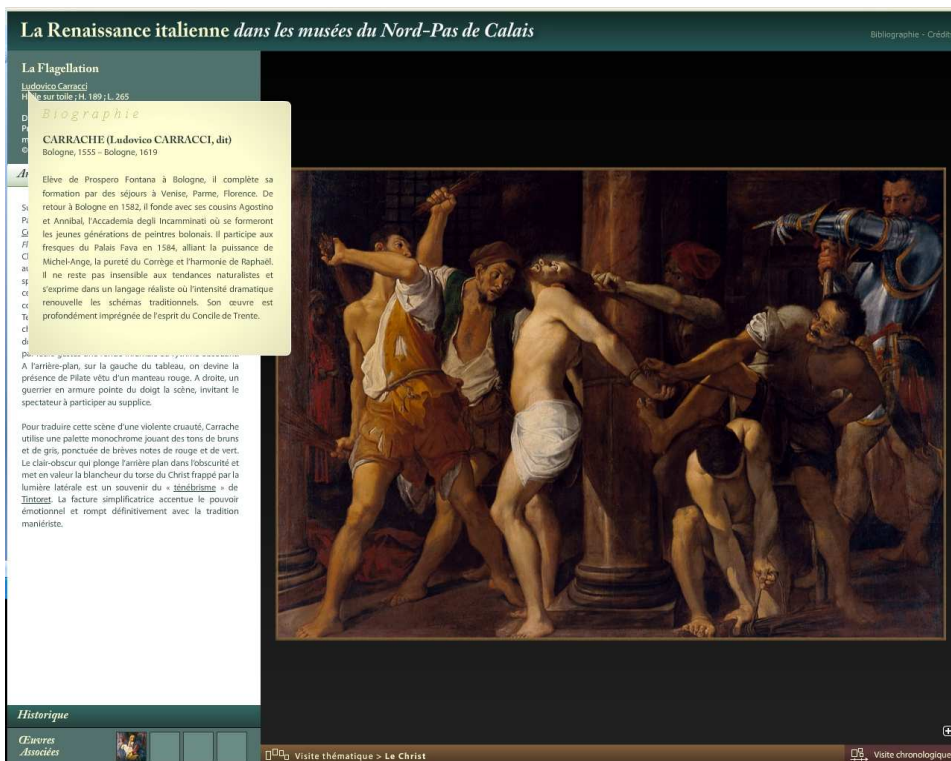 La Renaissance italienne dans les musées du Nord-Pas de Calais
Bibliographie - Crédits
La Flagellation
Ludovico Carracci
Huile sur toile ; H. 189 ; L. 265
Biographie
CARRACHE (Ludovico CARRACCI, dit)
Bologne, 1555 – Bologne, 1619
Elève de Prospero Fontana à Bologne, il complète sa
formation par des séjours à Venise, Parme, Florence. De
retour à Bologne en 1582, il fonde avec ses cousins Agostino
et Annibal, l'Accademia degli Incamminati où se formeront
les jeunes générations de peintres bolonais. Il participe aux
fresques du Palais Fava en 1584, alliant la puissance de
Michel-Ange, la pureté du Corrège et l'harmonie de Raphaël.
Il ne reste pas insensible aux tendances naturalistes et
s'exprime dans un langage réaliste où l'intensité dramatique
renouvelle les schémas traditionnels. Son œuvre est
profondément imprégnée de l'esprit du Concile de Trente.
A l'arrière-plan, sur la gauche du tableau, on devine la
présence de Pilate vêtu d'un manteau rouge. A droite, un
guerrier en armure pointe du doigt la scène, invitant le
spectateur à participer au supplice.
Pour traduire cette scène d'une violente cruauté, Carrache
utilise une palette monochrome jouant des tons de bruns
et de gris, ponctuée de brèves notes de rouge et de vert.
Le clair-obscur qui plonge l'arrière plan dans l'obscurité et
met en valeur la blancheur du torse du Christ frappé par la
lumière latérale est un souvenir du « ténébrisme » de
Tintoret. La facture simplificatrice accentue le pouvoir
émotionnel et rompt définitivement avec la tradition
maniériste.
Historique
Œuvres
Associées
Visite thématique > Le Christ
Visite chronologique